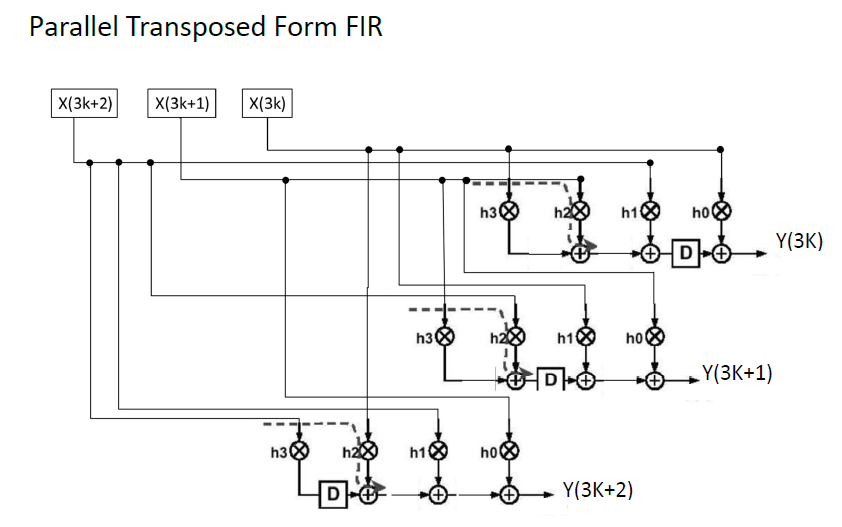 Parallel Transposed Form FIR
X(3k+2) X(3k+1) X(3k)
h3 h2 h1 h0
D
Y(3K)
h3 h2 h1 h0
D
Y(3K+1)
h3 h2 h1 h0
D
Y(3K+2)